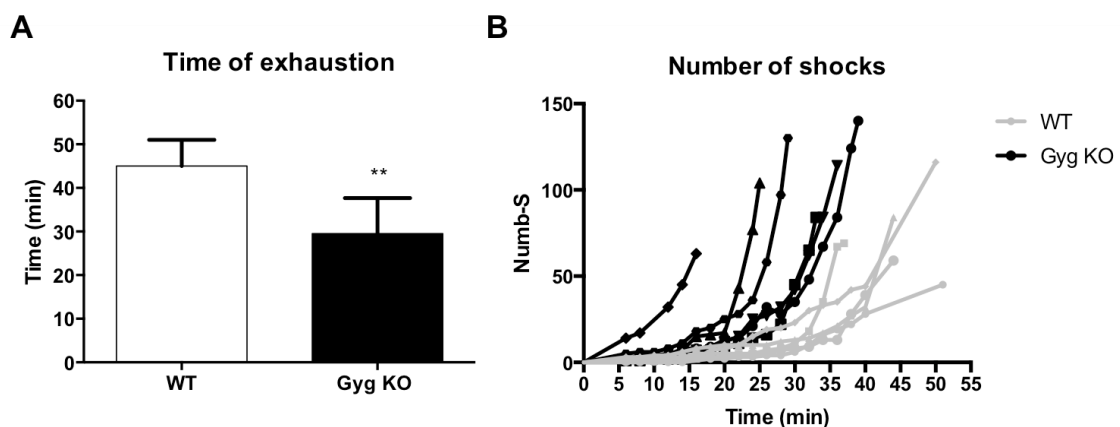 A
Time of exhaustion
60
50
40
30
20
10
0
Time (min)
**
WT
Gyg KO
B
Number of shocks
150
100
50
0
Numb-S
0 5 10 15 20 25 30 35 40 45 50 55
Time (min)
WT
Gyg KO